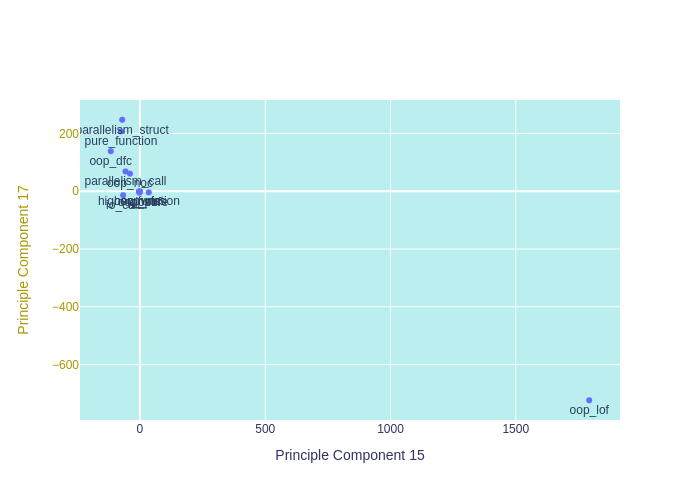 parallelism_struct
200
pure_function
oop_dfc
parallelism_call
oop_noc
0
−200
−400
−600
oop_lof
0
500
1000
1500
Principle Component 15
Principle Component 17